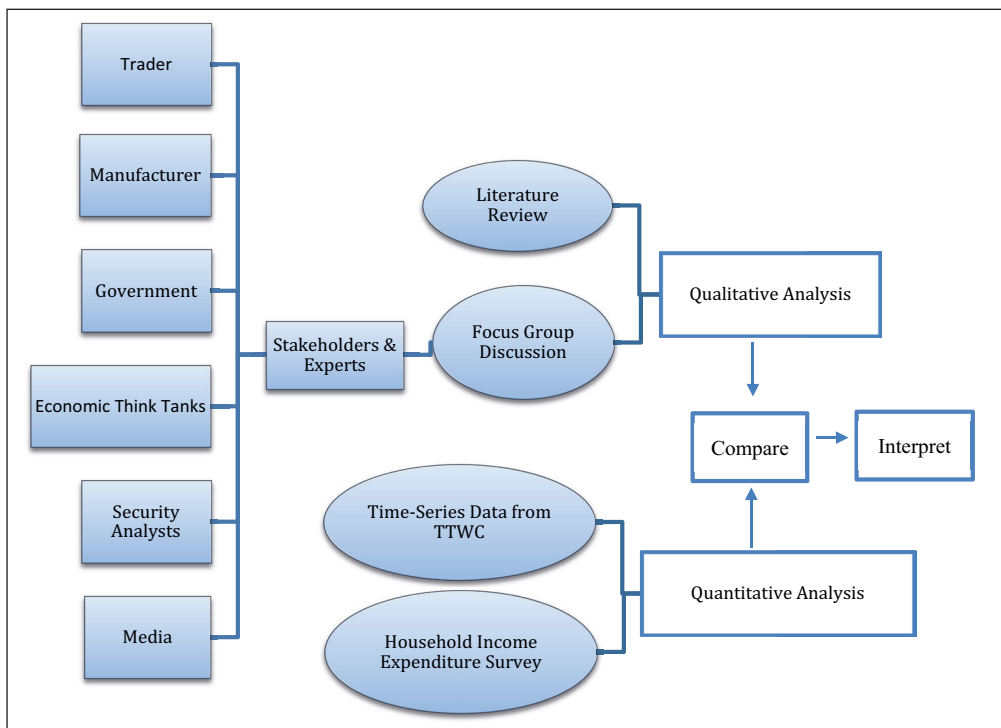 Trader
Manufacturer
Government
Economic Think Tanks
Security
Analysts
Media
Stakeholders &
Experts
Literature
Review
Focus Group
Discussion
Time-Series Data from
TTWC
Household Income
Expenditure Survey
Qualitative Analysis
Compare
Interpret
Quantitative Analysis